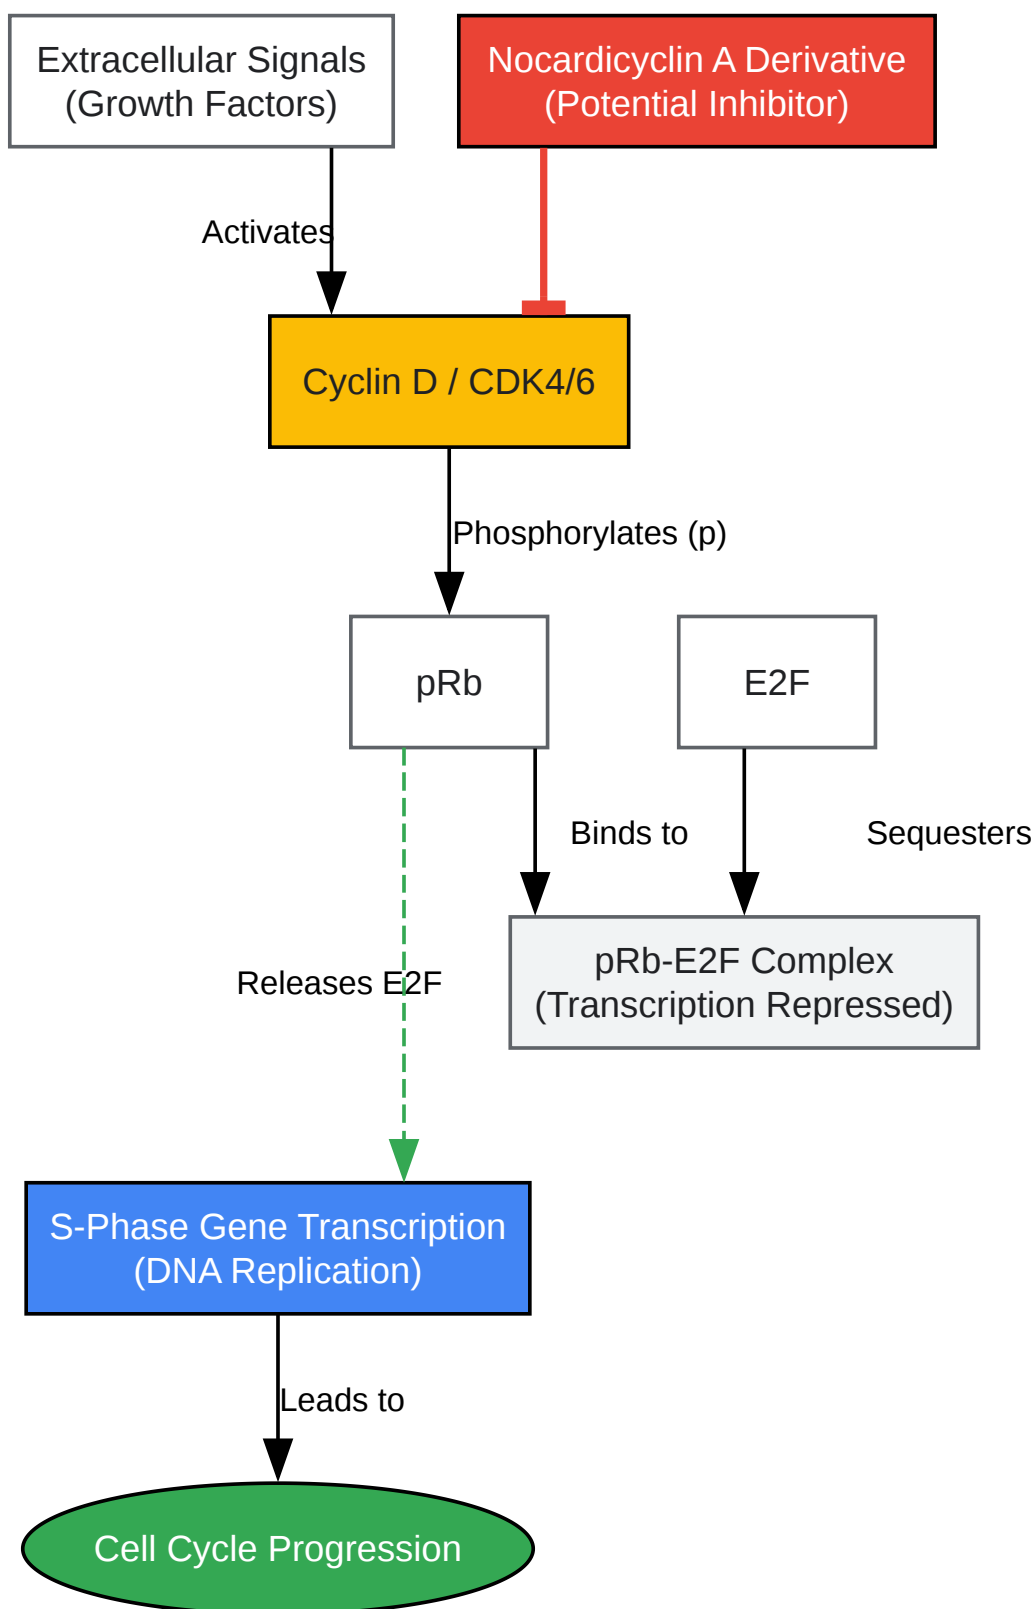 Extracellular Signals
(Growth Factors)
Nocardicyclin A Derivative
(Potential Inhibitor)
Activates
Cyclin D / CDK4/6
Phosphorylates (p)
pRb
E2F
Binds to
Sequesters
pRb-E2F Complex
(Transcription Repressed)
Releases E2F
S-Phase Gene Transcription
(DNA Replication)
Leads to
Cell Cycle Progression